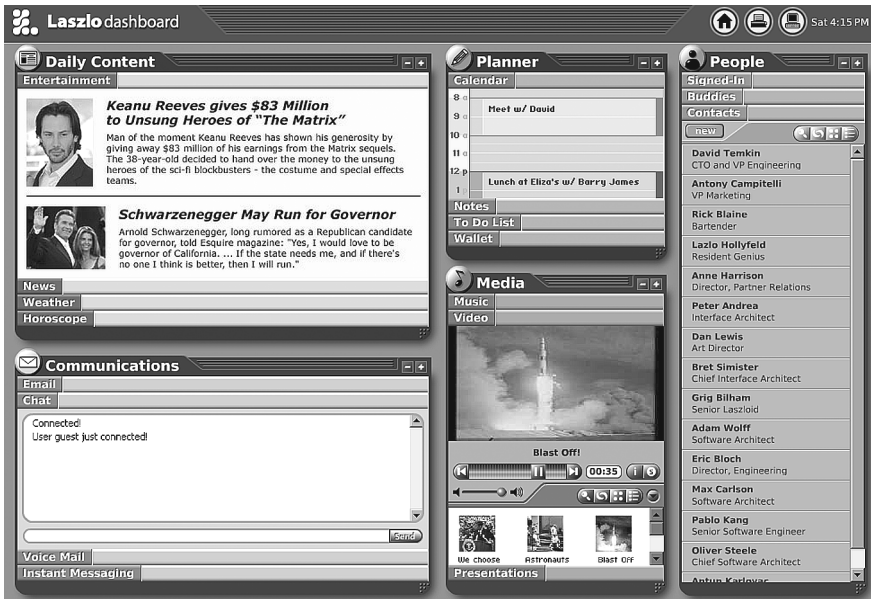 Laszlo dashboard
Sat 4:15 PM
Daily Content
Entertainment
Keanu Reeves gives $83 Million
to Unsung Heroes of “The Matrix”
Man of the moment Keanu Reeves has shown his generosity by
giving away $83 million of his earnings from the Matrix sequels.
The 38-year-old decided to hand over the money to the unsung
heroes of the sci-fi blockbusters - the costume and special effects
teams.
Schwarzenegger May Run for Governor
Arnold Schwarzenegger, long rumored as a Republican candidate
for governor, told Esquire magazine: "Yes, I would love to be
governor of California. ... If the state needs me, and if there's
no one I think is better, then I will run."
News
Weather
Horoscope
Communications
Email
Chat
Connected!
User guest just connected!
Send
Voice Mail
Instant Messaging
Planner
Calendar
8 a
Meet w/ David
9 a
10 a
11 a
12 p
Lunch at Eliza's w/ Barry James
1 p
Notes
To Do List
Wallet
Media
Music
Video
Blast Off!
00:35
We choose
Astronauts
Blast Off
Presentations
People
Signed-In
Buddies
Contacts
new
David Temkin
CTO and VP Engineering
Antony Campitelli
VP Marketing
Rick Blaine
Bartender
Lazlo Hollyfeld
Resident Genius
Anne Harrison
Director, Partner Relations
Peter Andrea
Interface Architect
Dan Lewis
Art Director
Bret Simister
Chief Interface Architect
Grig Bilham
Senior Laszloid
Adam Wolff
Software Architect
Eric Bloch
Director, Engineering
Max Carlson
Software Architect
Pablo Kang
Senior Software Engineer
Oliver Steele
Chief Software Architect
Antun Karlovac